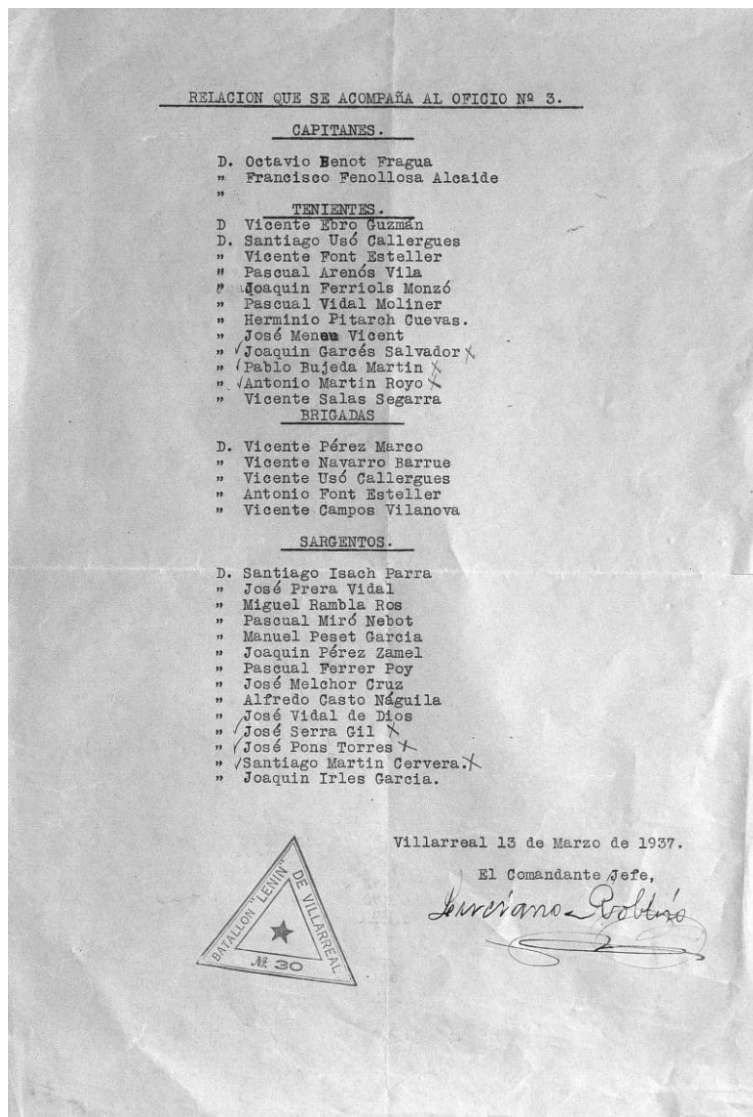 RELACION QUE SE ACOMPAÑA AL OFICIO Nº 3.
CAPITANES.
D. Octavio Benot Fragua
" Francisco Fenollosa Alcaide
"
TENIENTES.
D Vicente Ebro Guzmán
D. Santiago Usó Callergues
" Vicente Font Esteller
" Pascual Arenós Vila
" Joaquin Ferriols Monzó
" Pascual Vidal Moliner
" Herminio Pitarch Cuevas.
" José Meneu Vicent
" Joaquin Garcés Salvador
" Pablo Bujeda Martin
" Antonio Martin Royo
" Vicente Salas Segarra
BRIGADAS
D. Vicente Pérez Marco
" Vicente Navarro Barrue
" Vicente Usó Callergues
" Antonio Font Esteller
" Vicente Campos Vilanova
SARGENTOS.
D. Santiago Isach Parra
" José Prera Vidal
" Miguel Rambla Ros
" Pascual Miró Nebot
" Manuel Peset Garcia
" Joaquin Pérez Zamel
" Pascual Ferrer Poy
" José Melchor Cruz
" Alfredo Casto Náguila
" José Vidal de Dios
" José Serra Gil
" José Pons Torres
" Santiago Martin Cervera.
" Joaquin Irles Garcia.
Villarreal 13 de Marzo de 1937.
El Comandante Jefe,
Luciano
BATALLON "LENIN" DE VILLARREAL
Nº 30